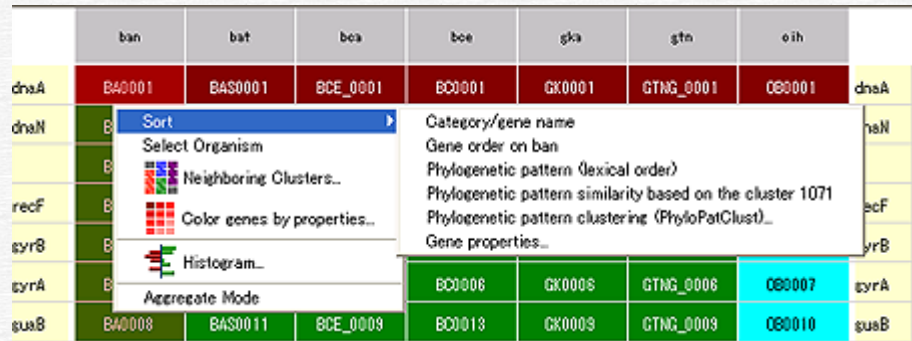 ban bat bca bce gka gtn oih
dnaA BA0001 BAS0001 BCE_0001 BC0001 GK0001 GTNG_0001 OB0001 dnaA
dnaN
Sort
Category/gene name
Select Organism
Gene order on ban
Neighboring Clusters...
Phylogenetic pattern (lexical order)
Phylogenetic pattern similarity based on the cluster 1071
recF
Color genes by properties...
Phylogenetic pattern clustering (PhyloPatClust)...
gyrB
Gene properties...
Histogram...
gyrA BC0006 GK0006 GTNG_0006 OB0007 gyrA
Aggregate Mode
guaB BA0008 BAS0011 BCE_0009 BC0013 GK0009 GTNG_0009 OB0010 guaB